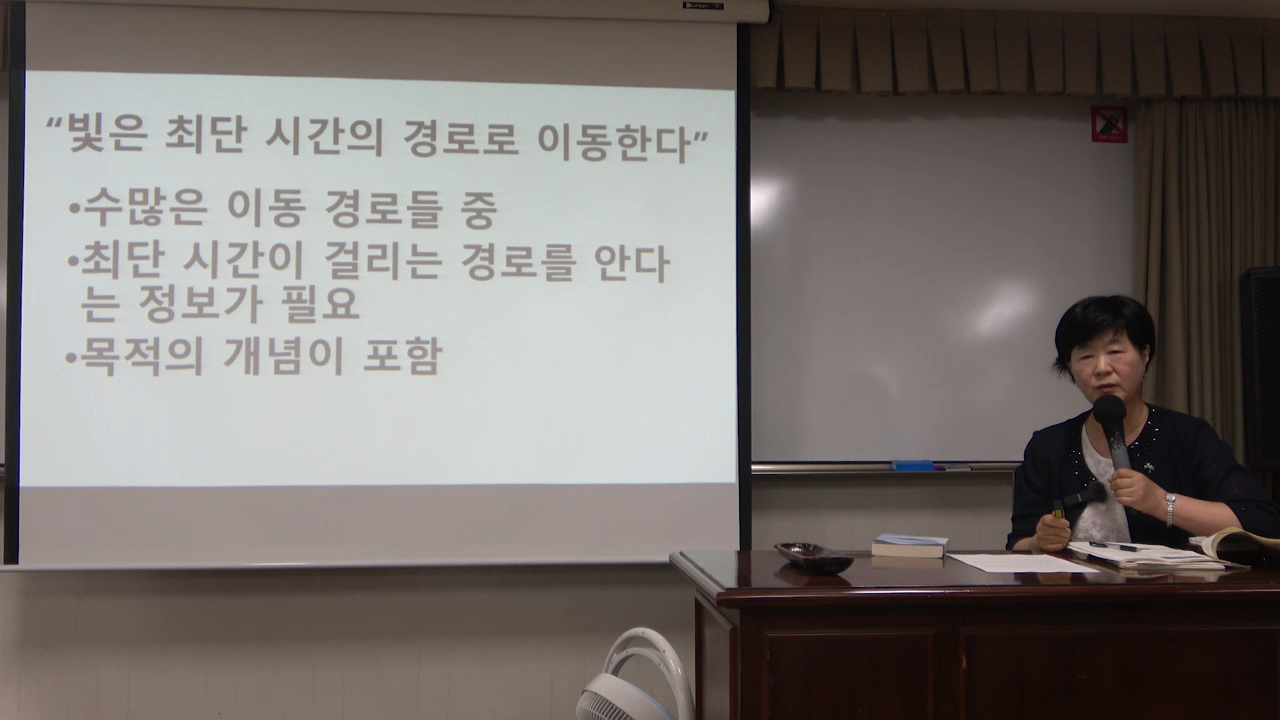 “빛은 최단 시간의 경로로 이동한다”
•수많은 이동 경로들 중
•최단 시간이 걸리는 경로를 안다
는 정보가 필요
•목적의 개념이 포함